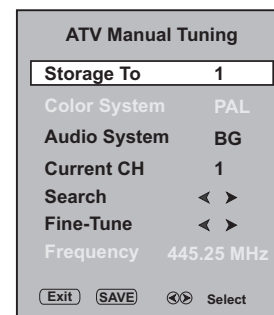 ATV Manual Tuning
Storage To 1
Color System PAL
Audio System BG
Current CH 1
Search
Fine-Tune
Frequency 445.25 MHz
Exit SAVE Select